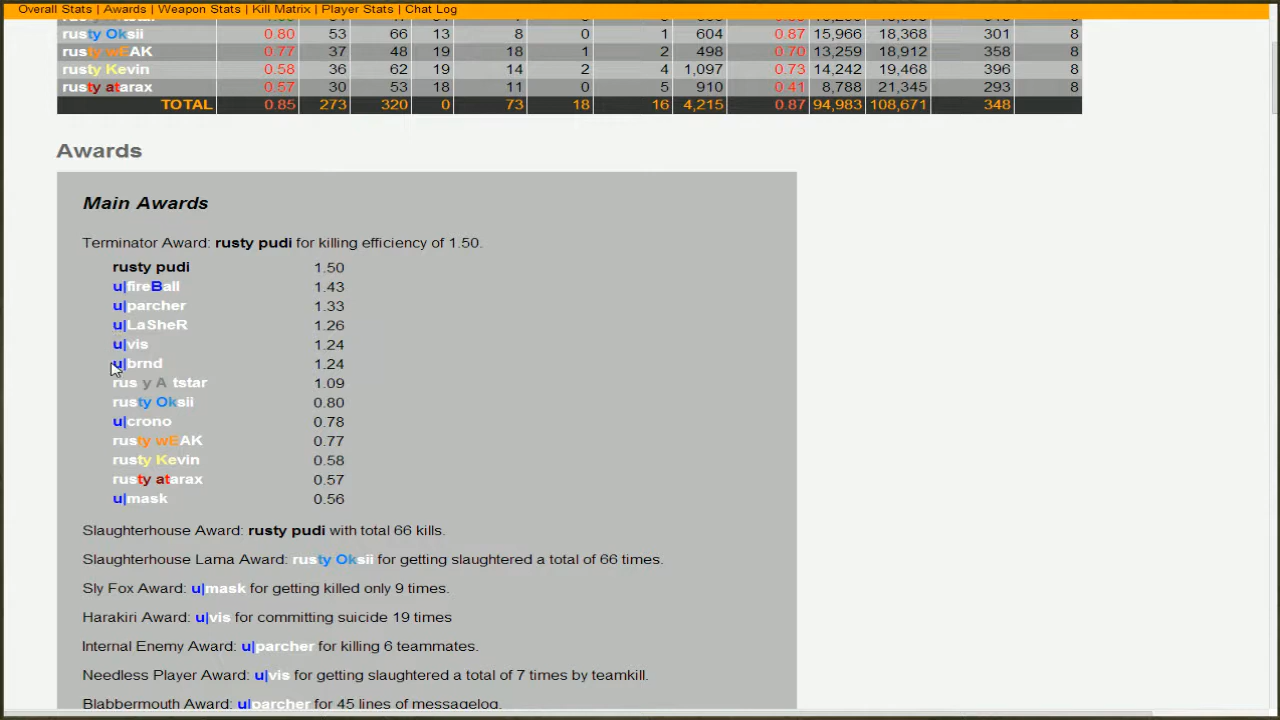 Overall Stats | Awards | Weapon Stats | Kill Matrix | Player Stats | Chat Log
rusty Oksii 0.80 53 66 13 8 0 1 604 0.87 15,966 18,368 301 8
rusty wEAK 0.77 37 48 19 18 1 2 498 0.70 13,259 18,912 358 8
rusty Kevin 0.58 36 62 19 14 2 4 1,097 0.73 14,242 19,468 396 8
rusty atarax 0.57 30 53 18 11 0 5 910 0.41 8,788 21,345 293 8
TOTAL 0.85 273 320 0 73 18 16 4,215 0.87 94,983 108,671 348
Awards
Main Awards
Terminator Award: rusty pudi for killing efficiency of 1.50.
rusty pudi 1.50
u|fireBall 1.43
u|parcher 1.33
u|LaSheR 1.26
u|vis 1.24
u|brnd 1.24
rus y A tstar 1.09
rusty Oksii 0.80
u|crono 0.78
rusty wEAK 0.77
rusty Kevin 0.58
rusty atarax 0.57
u|mask 0.56
Slaughterhouse Award: rusty pudi with total 66 kills.
Slaughterhouse Lama Award: rusty Oksii for getting slaughtered a total of 66 times.
Sly Fox Award: u|mask for getting killed only 9 times.
Harakiri Award: u|vis for committing suicide 19 times
Internal Enemy Award: u|parcher for killing 6 teammates.
Needless Player Award: u|vis for getting slaughtered a total of 7 times by teamkill.
Blabbermouth Award: u|parcher for 45 lines of messagelog.